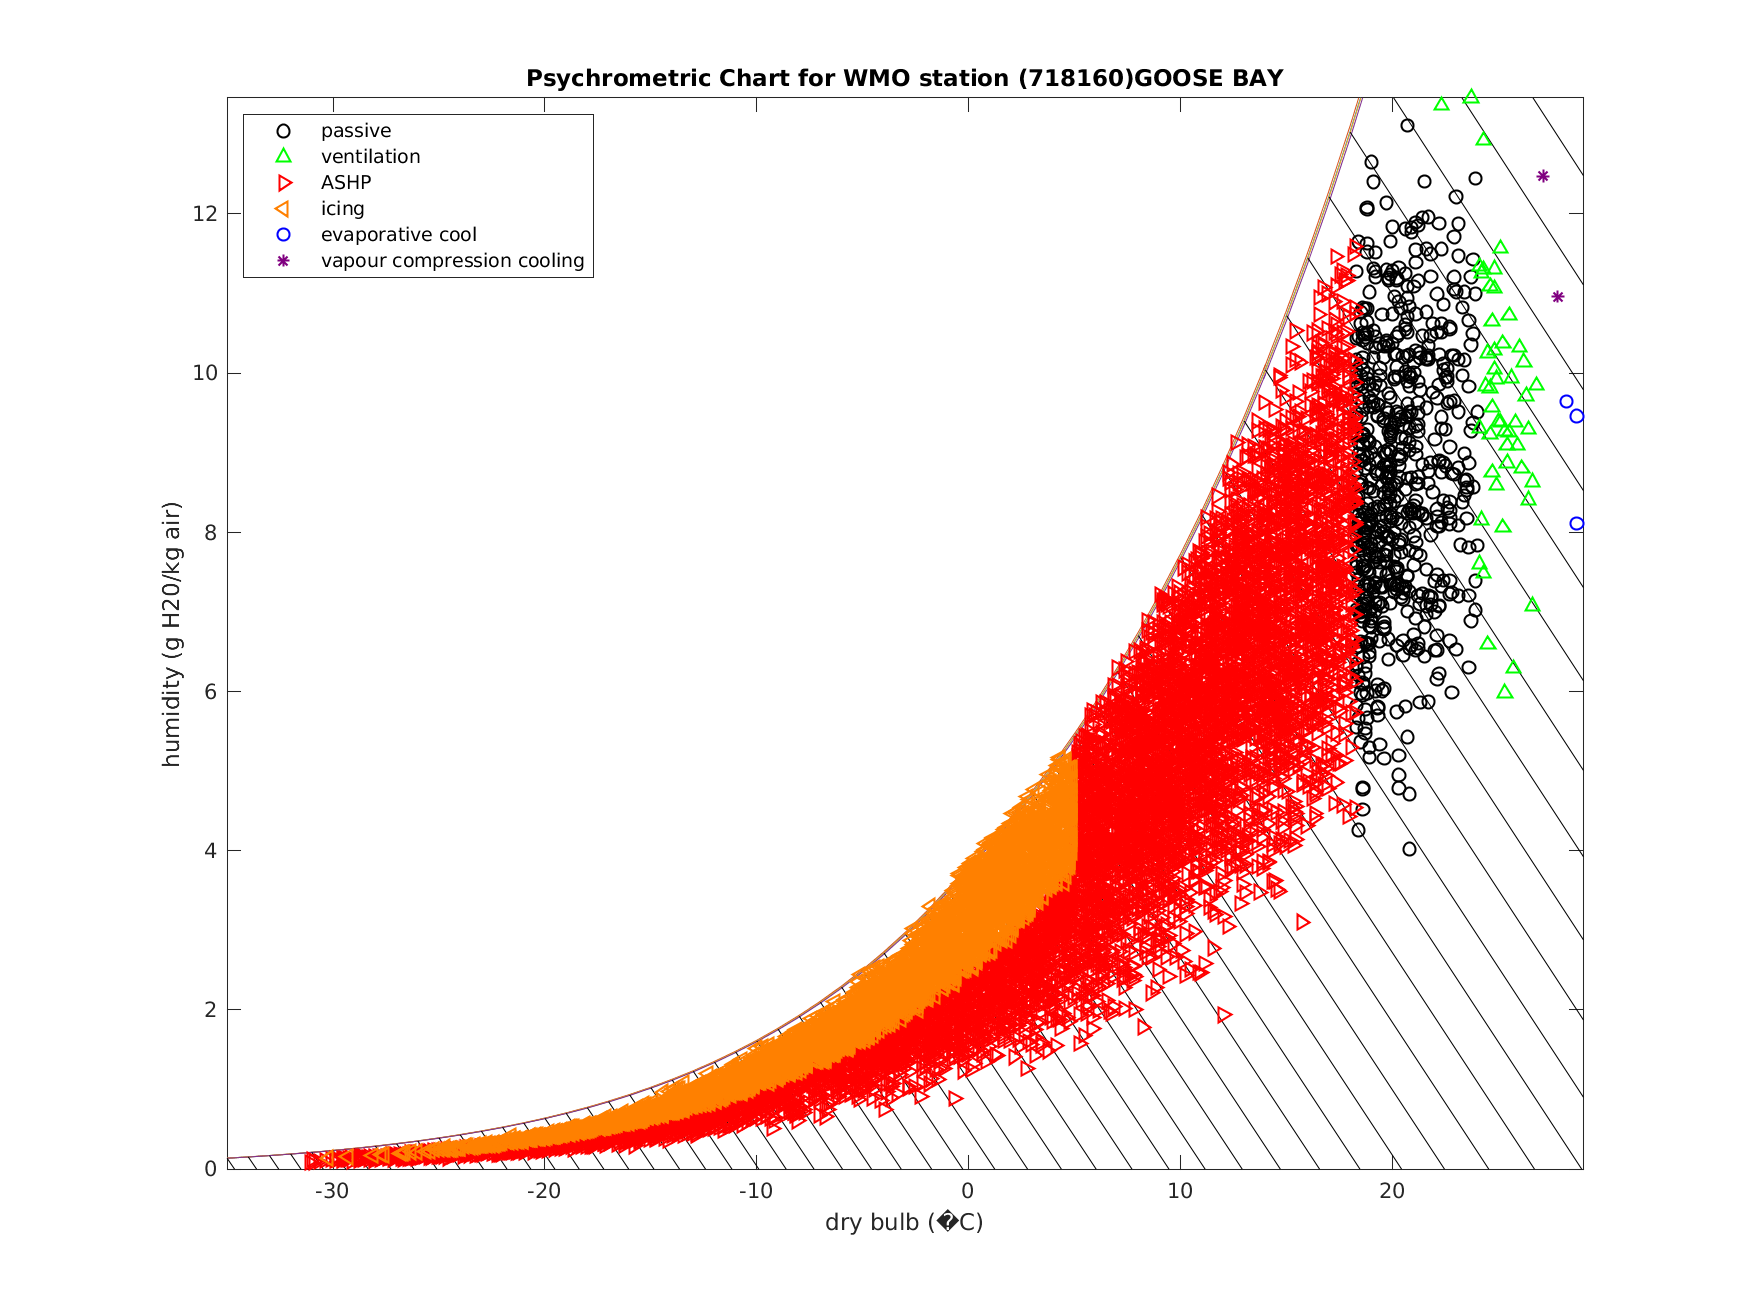 Psychrometric Chart for WMO station (718160)GOOSE BAY
passive
ventilation
ASHP
icing
evaporative cool
vapour compression cooling
humidity (g H20/kg air)
12
10
8
6
4
2
0
-30 -20 -10 0 10 20
dry bulb (�C)